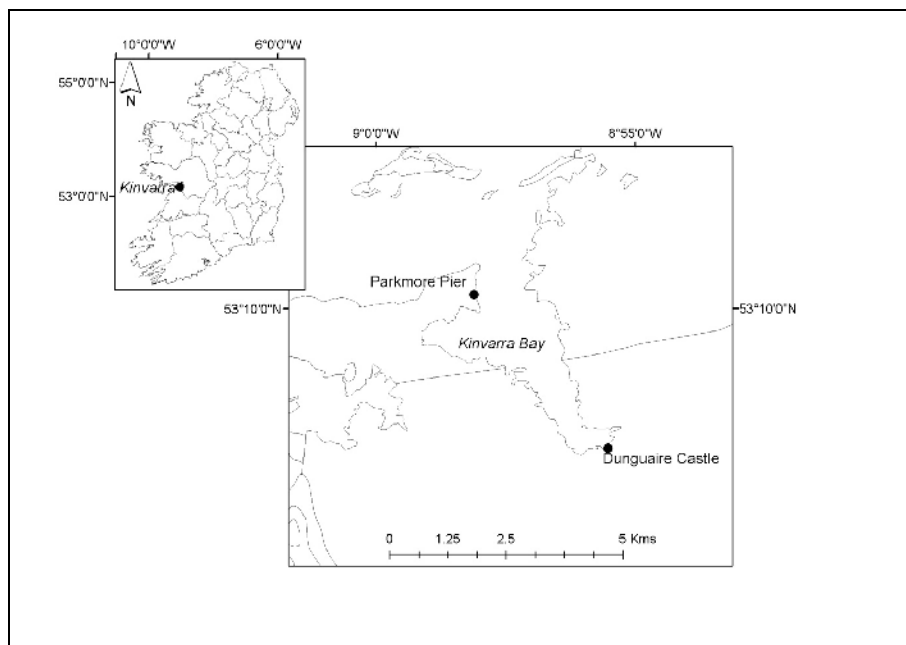 10°0'0"W
6°0'0"W
55°0'0"N
N
Kinvarra
53°0'0"N
9°0'0"W
8°55'0"W
Parkmore Pier
53°10'0"N
53°10'0"N
Kinvarra Bay
Dunguaire Castle
0 1.25 2.5 5 Kms